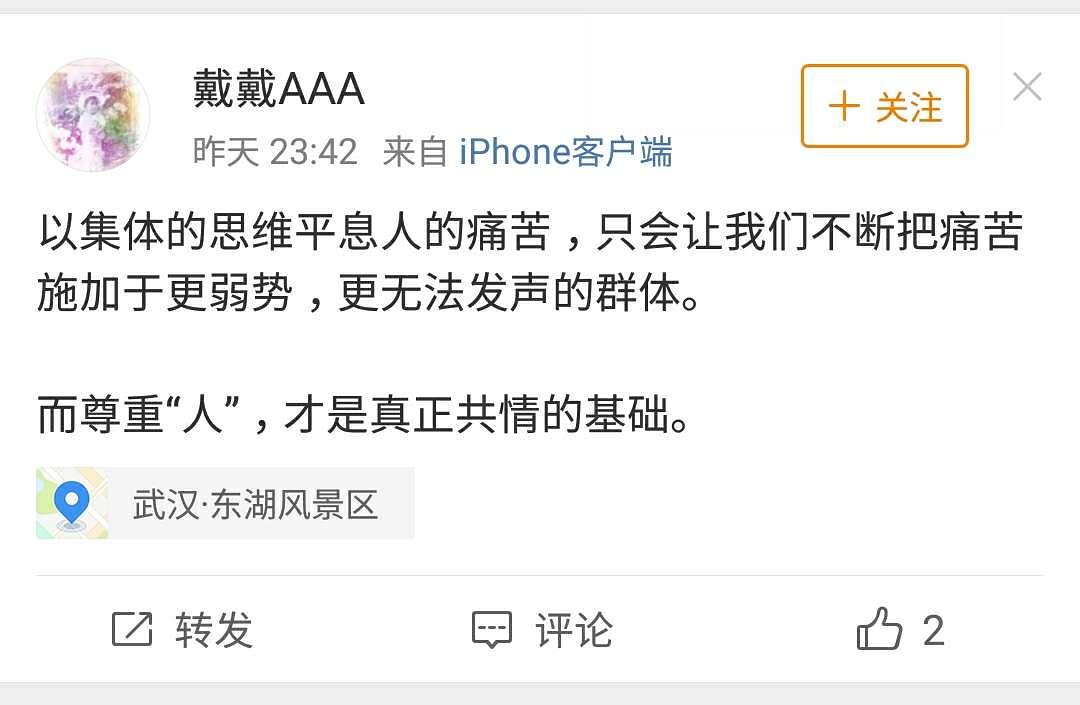 戴戴AAA
+ 关注
昨天 23:42 来自 iPhone客户端
以集体的思维平息人的痛苦，只会让我们不断把痛苦
施加于更弱势，更无法发声的群体。
而尊重“人”，才是真正共情的基础。
武汉·东湖风景区
转发
评论
2